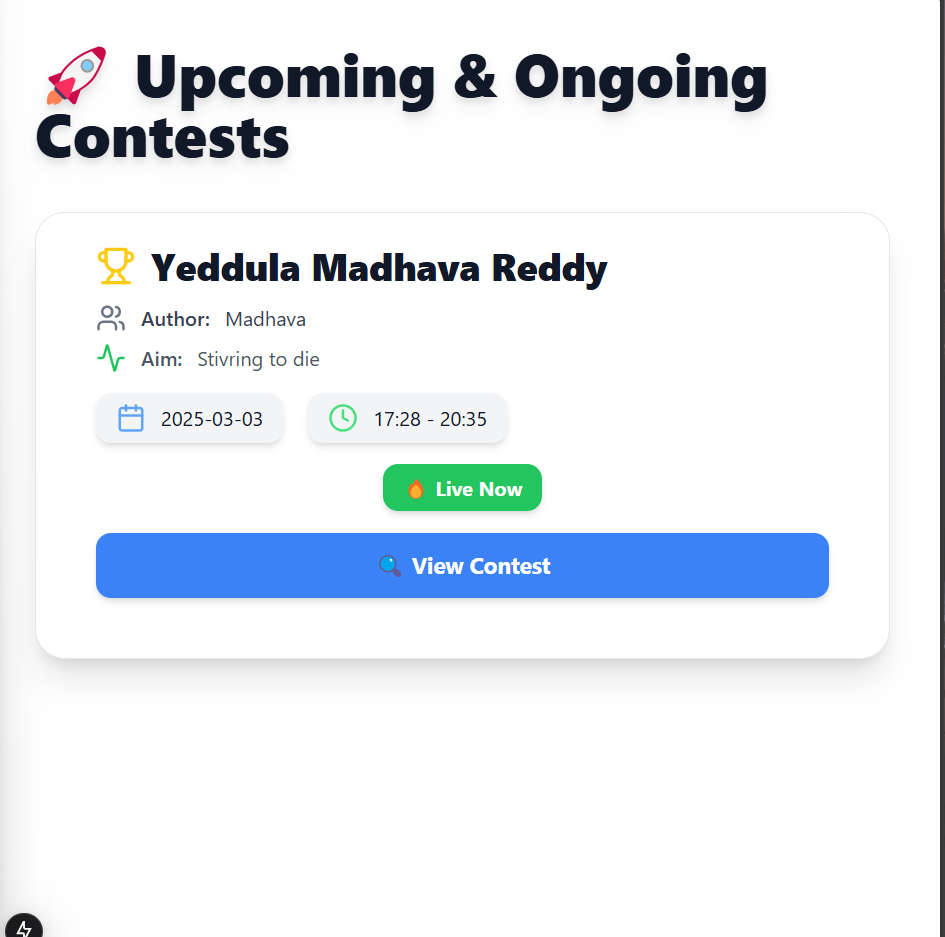 🚀 Upcoming & Ongoing
Contests
Yeddula Madhava Reddy
Author: Madhava
Aim: Stivring to die
2025-03-03 17:28 - 20:35
🔥 Live Now
🔍 View Contest